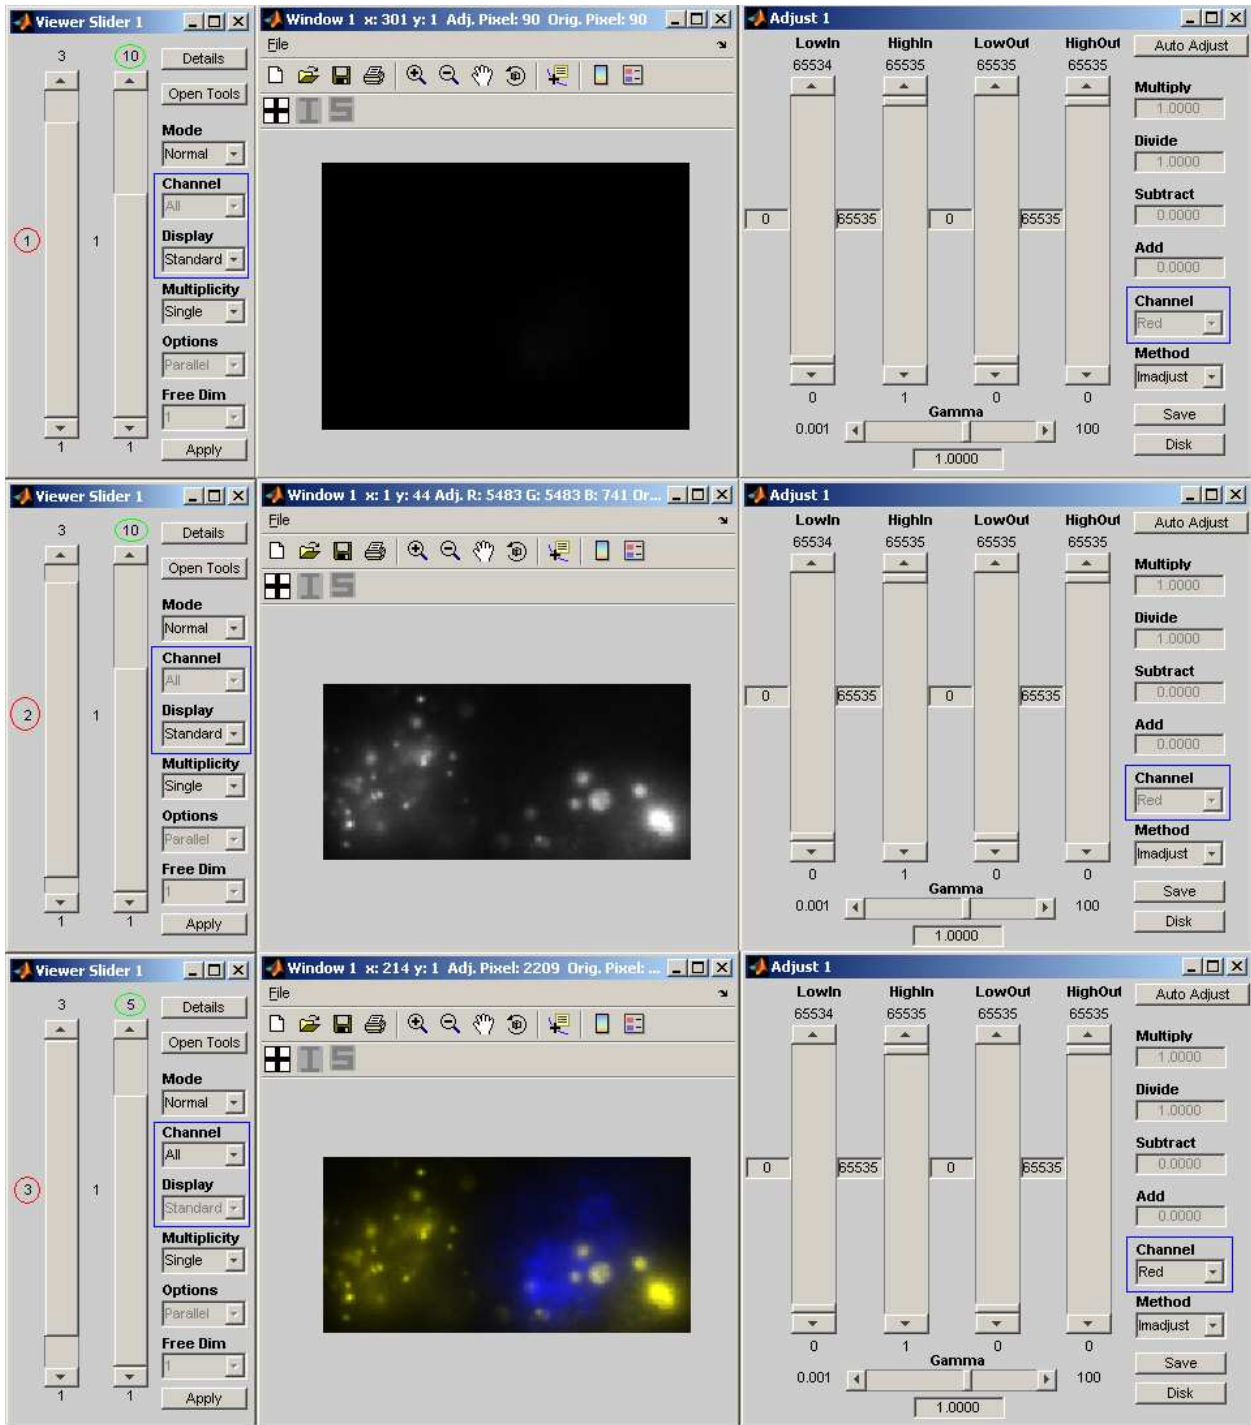 Viewer Slider 1
3 10
Details
Open Tools
Mode
Normal
Channel
All
Display
Standard
1 1
Multiplicity
Single
Options
Parallel
Free Dim
1
Apply
1 1
Window 1 x: 301 y: 1 Adj. Pixel: 90 Orig. Pixel: 90
File
Adjust 1
LowIn HighIn LowOut HighOut
65534 65535 65535 65535
Auto Adjust
Multiply
1.0000
Divide
1.0000
Subtract
0.0000
0 65535 0 65535
Add
0.0000
Channel
Red
Method
Imadjust
0 1 0 0
Gamma
0.001 100
1.0000
Save
Disk
Viewer Slider 1
3 10
Details
Open Tools
Mode
Normal
Channel
All
Display
Standard
2 1
Multiplicity
Single
Options
Parallel
Free Dim
1
Apply
1 1
Window 1 x: 1 y: 44 Adj. R: 5483 G: 5483 B: 741 Or...
File
Adjust 1
LowIn HighIn LowOut HighOut
65534 65535 65535 65535
Auto Adjust
Multiply
1.0000
Divide
1.0000
Subtract
0.0000
0 65535 0 65535
Add
0.0000
Channel
Red
Method
Imadjust
0 1 0 0
Gamma
0.001 100
1.0000
Save
Disk
Viewer Slider 1
3 5
Details
Open Tools
Mode
Normal
Channel
All
Display
Standard
3 1
Multiplicity
Single
Options
Parallel
Free Dim
1
Apply
1 1
Window 1 x: 214 y: 1 Adj. Pixel: 2209 Orig. Pixel: ...
File
Adjust 1
LowIn HighIn LowOut HighOut
65534 65535 65535 65535
Auto Adjust
Multiply
1.0000
Divide
1.0000
Subtract
0.0000
0 65535 0 65535
Add
0.0000
Channel
Red
Method
Imadjust
0 1 0 0
Gamma
0.001 100
1.0000
Save
Disk